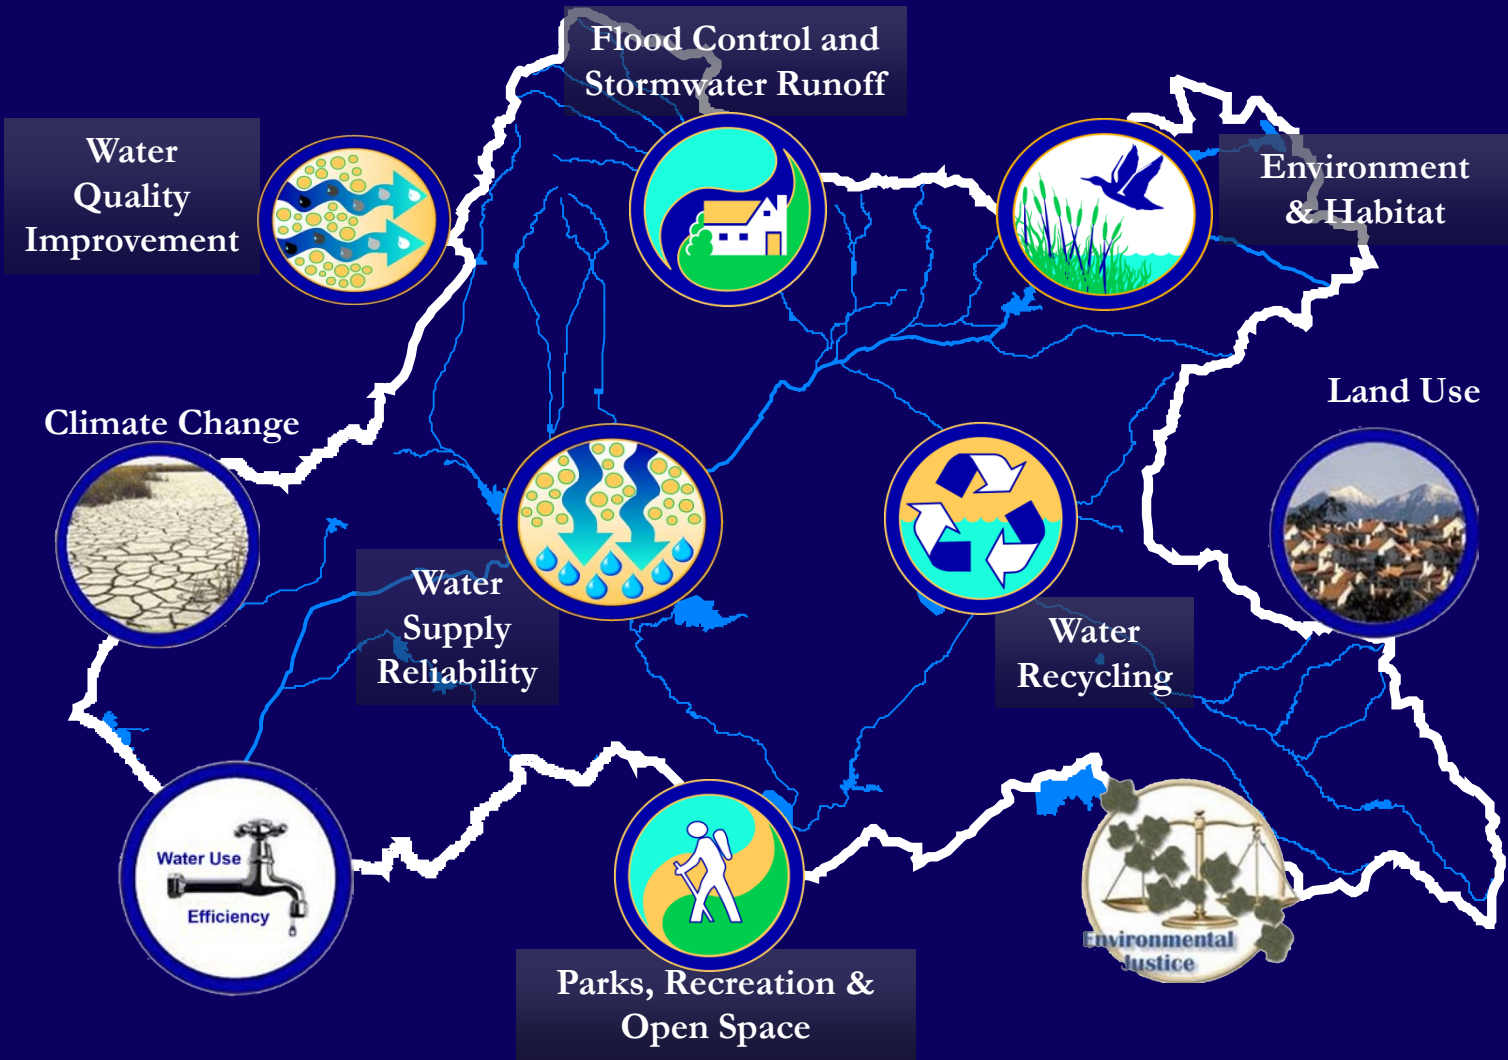 Flood Control and
Stormwater Runoff
Water
Quality
Improvement
Environment
& Habitat
Climate Change
Land Use
Water
Supply
Reliability
Water
Recycling
Water Use
Efficiency
Environmental
Justice
Parks, Recreation &
Open Space